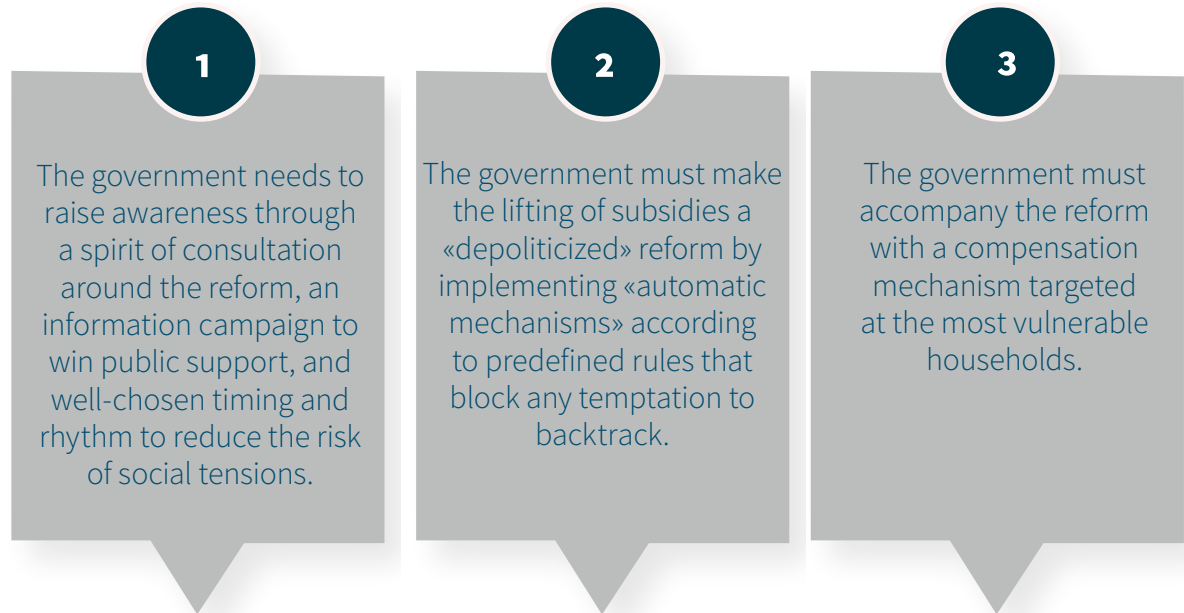 1
The government needs to
raise awareness through
a spirit of consultation
around the reform, an
information campaign to
win public support, and
well-chosen timing and
rhythm to reduce the risk
of social tensions.
2
The government must make
the lifting of subsidies a
«depoliticized» reform by
implementing «automatic
mechanisms» according
to predefined rules that
block any temptation to
backtrack.
3
The government must
accompany the reform
with a compensation
mechanism targeted
at the most vulnerable
households.